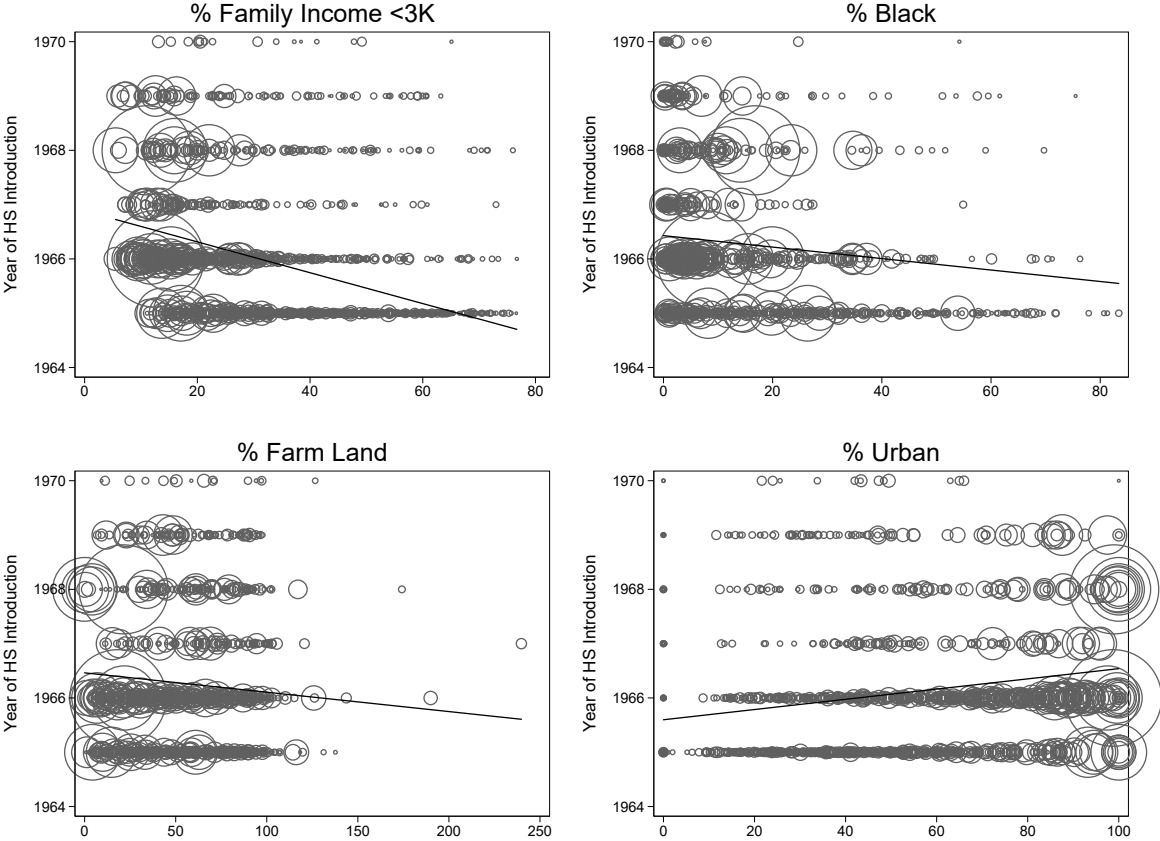 % Family Income <3K
Year of HS Introduction
1970
1968
1966
1964
0 20 40 60 80
% Black
Year of HS Introduction
1970
1968
1966
1964
0 20 40 60 80
% Farm Land
Year of HS Introduction
1970
1968
1966
1964
0 50 100 150 200 250
% Urban
Year of HS Introduction
1970
1968
1966
1964
0 20 40 60 80 100